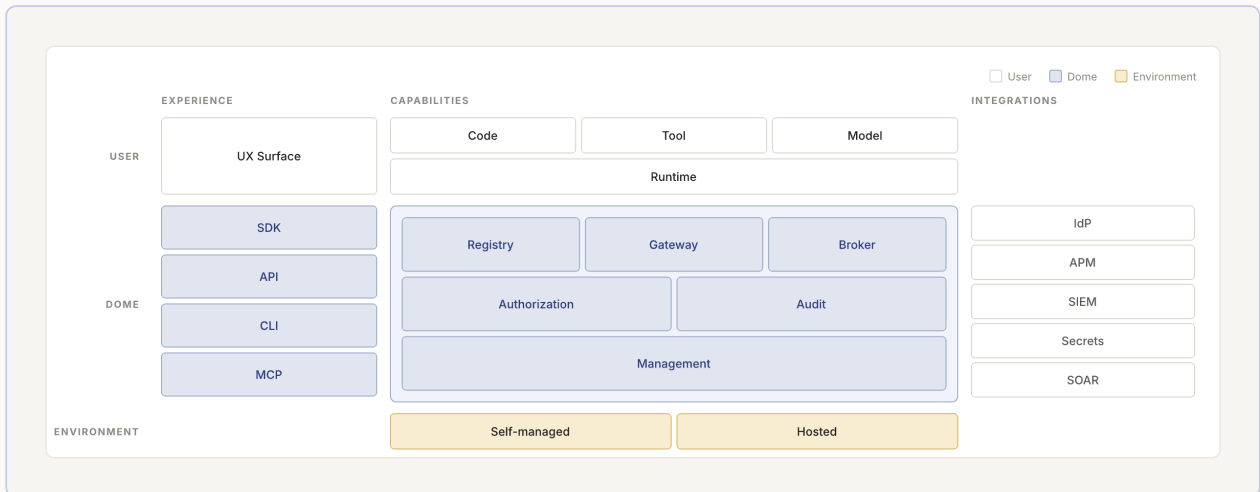 User
Dome
Environment
EXPERIENCE
CAPABILITIES
INTEGRATIONS
USER
UX Surface
Code
Tool
Model
Runtime
DOME
SDK
API
CLI
MCP
Registry
Gateway
Broker
Authorization
Audit
Management
IdP
APM
SIEM
Secrets
SOAR
ENVIRONMENT
Self-managed
Hosted